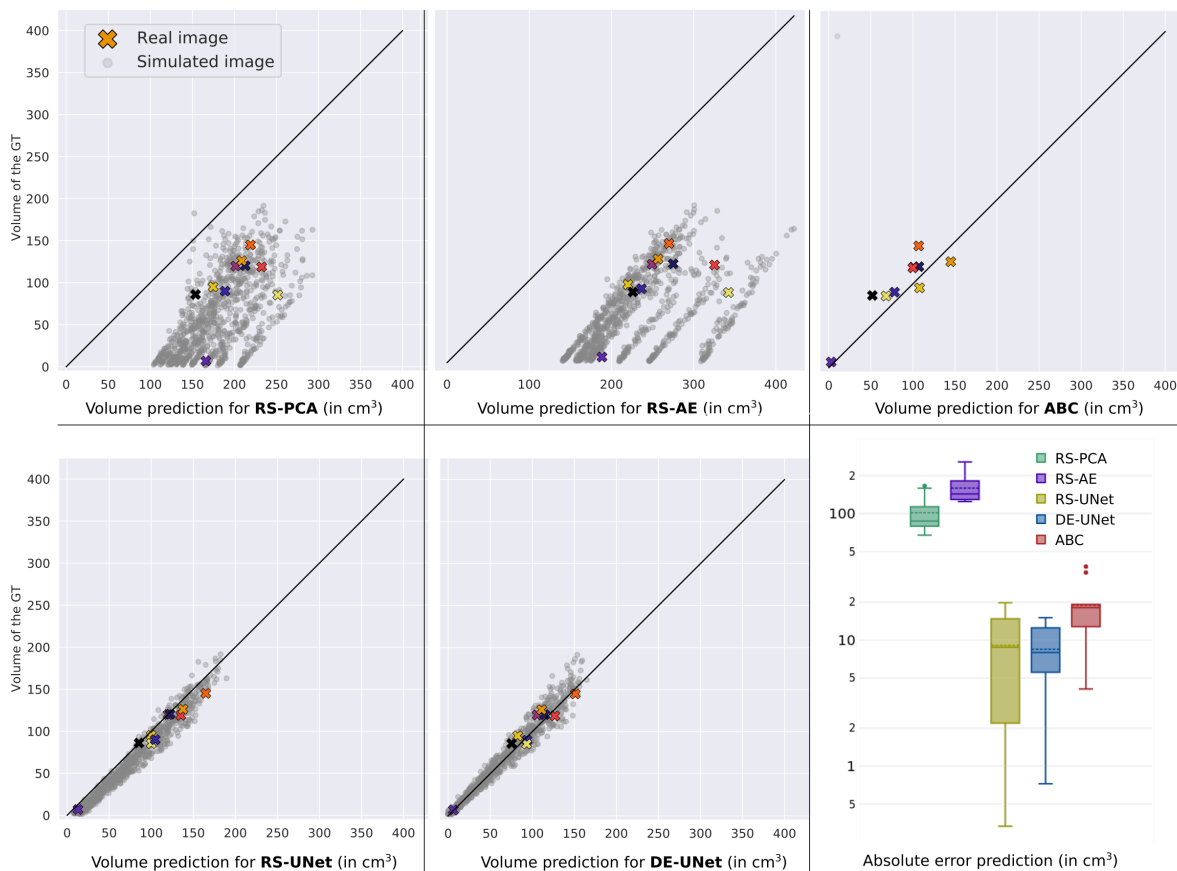 400
350
300
250
200
150
100
50
0
Volume of the GT
Real image
Simulated image
0 50 100 150 200 250 300 350 400
Volume prediction for RS-PCA (in cm³)
0 100 200 300 400
Volume prediction for RS-AE (in cm³)
0 50 100 150 200 250 300 350 400
Volume prediction for ABC (in cm³)
400
350
300
250
200
150
100
50
0
Volume of the GT
0 50 100 150 200 250 300 350 400
Volume prediction for RS-UNet (in cm³)
0 50 100 150 200 250 300 350 400
Volume prediction for DE-UNet (in cm³)
2
100
5
2
10
5
2
1
5
RS-PCA
RS-AE
RS-UNet
DE-UNet
ABC
Absolute error prediction (in cm³)